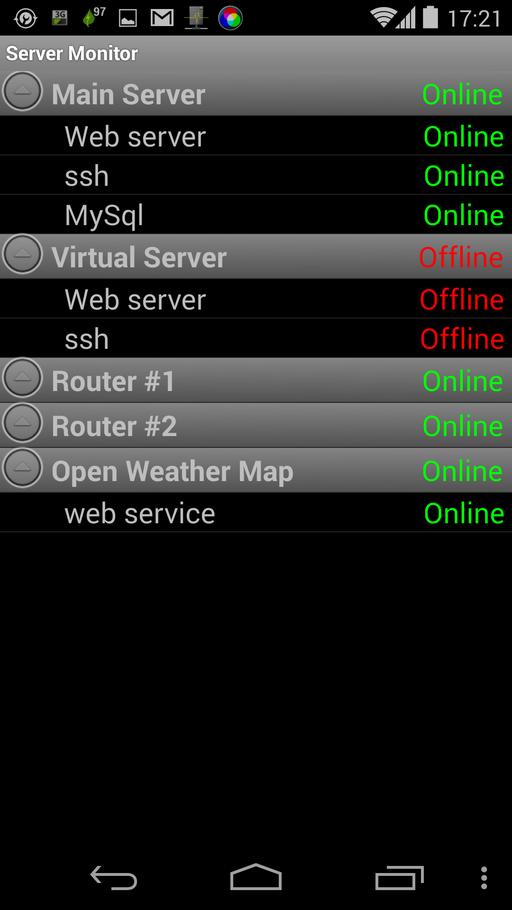 3G 97 17:21
Server Monitor
Main Server Online
Web server Online
ssh Online
MySql Online
Virtual Server Offline
Web server Offline
ssh Offline
Router #1 Online
Router #2 Online
Open Weather Map Online
web service Online